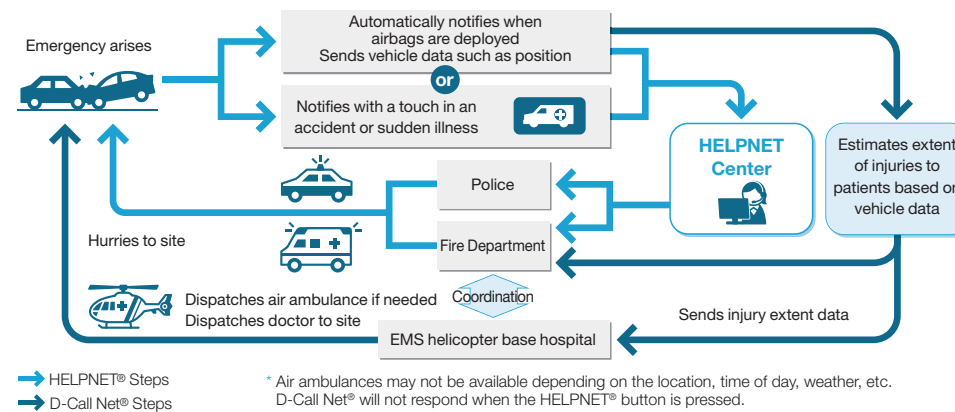 Emergency arises
Automatically notifies when
airbags are deployed
Sends vehicle data such as position
or
Notifies with a touch in an
accident or sudden illness
HELPNET
Center
Estimates extent
of injuries to
patients based on
vehicle data
Police
Fire Department
Hurries to site
Coordination
Dispatches air ambulance if needed
Dispatches doctor to site
Sends injury extent data
EMS helicopter base hospital
HELPNET® Steps
D-Call Net® Steps
* Air ambulances may not be available depending on the location, time of day, weather, etc.
D-Call Net® will not respond when the HELPNET® button is pressed.